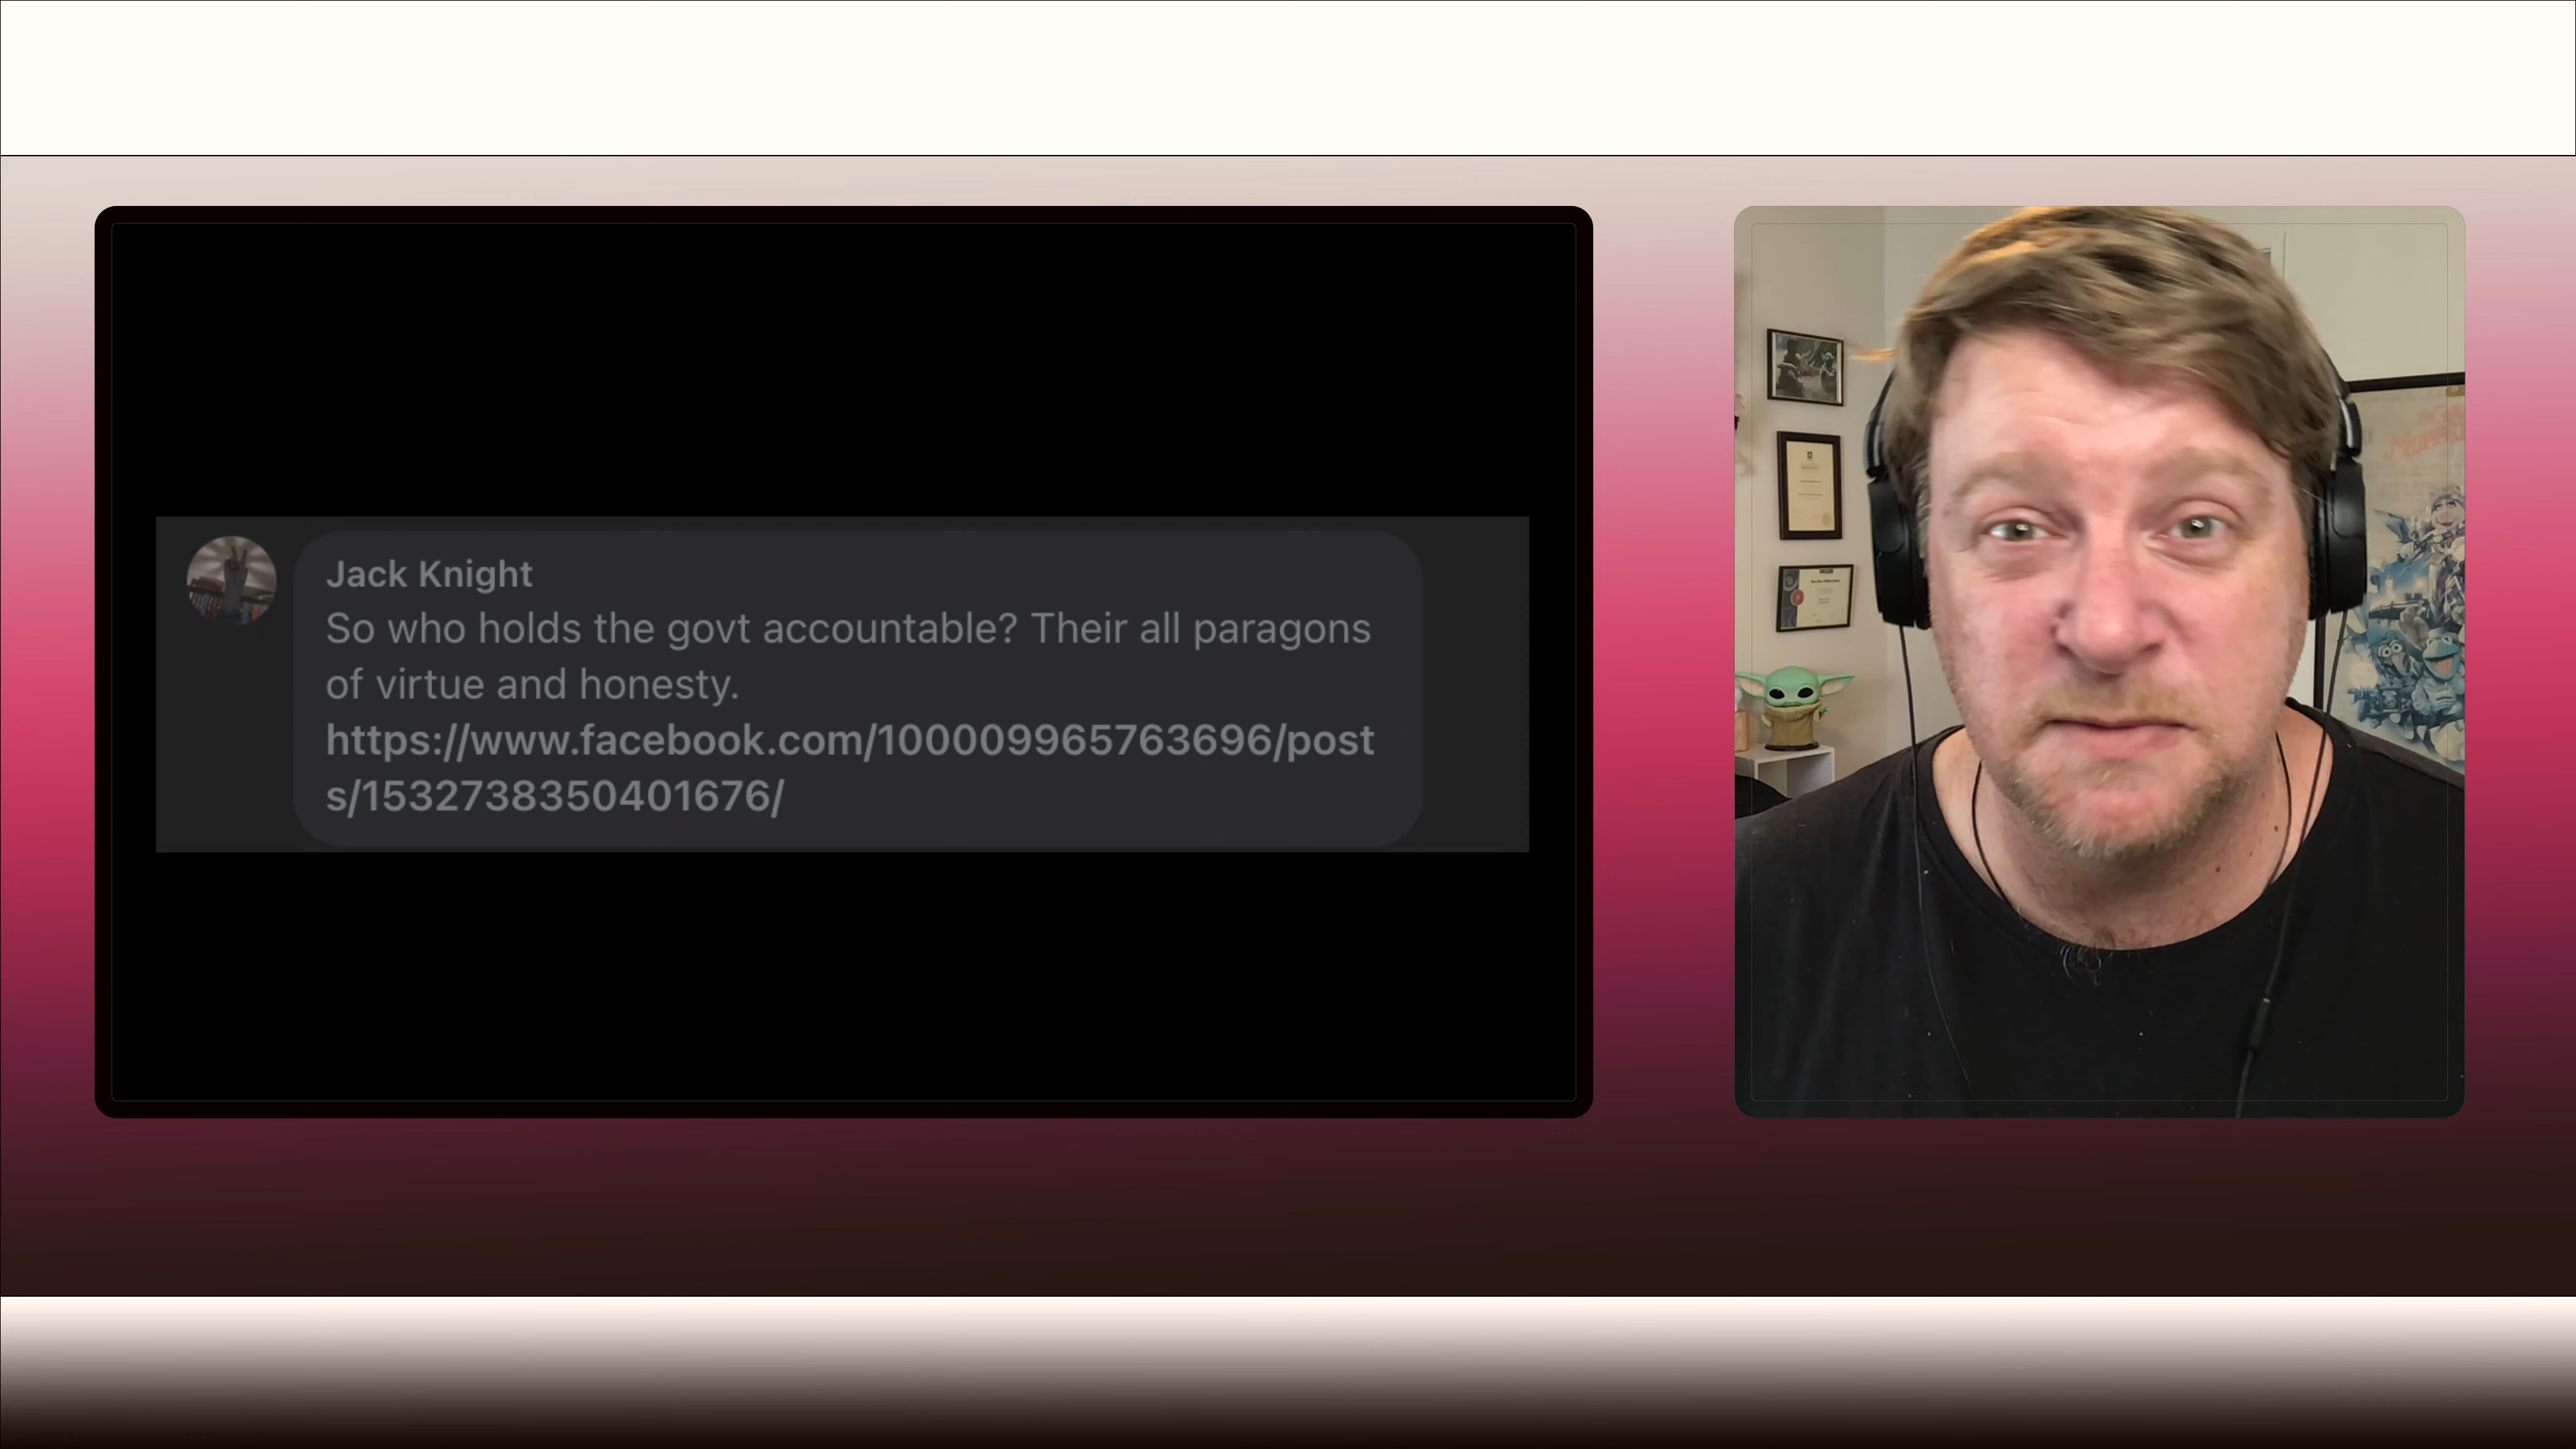 Jack Knight
So who holds the govt accountable? Their all paragons
of virtue and honesty.
https://www.facebook.com/100009965763696/post
s/1532738350401676/